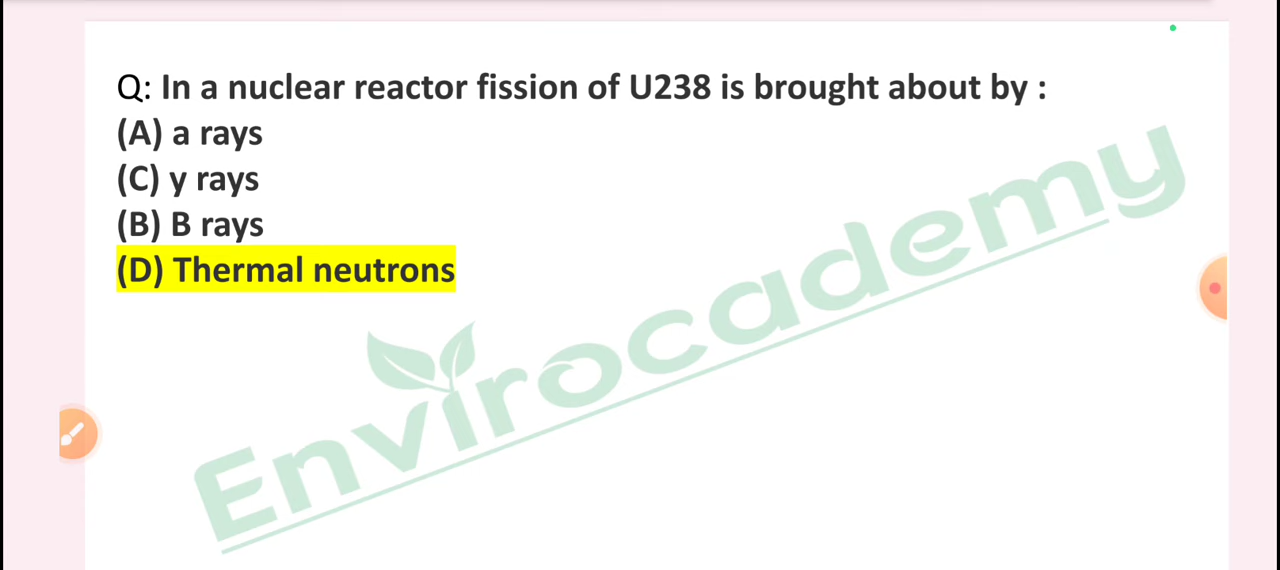 Q: In a nuclear reactor fission of U238 is brought about by :
(A) a rays
(C) y rays
(B) B rays
(D) Thermal neutrons
Envirocademy